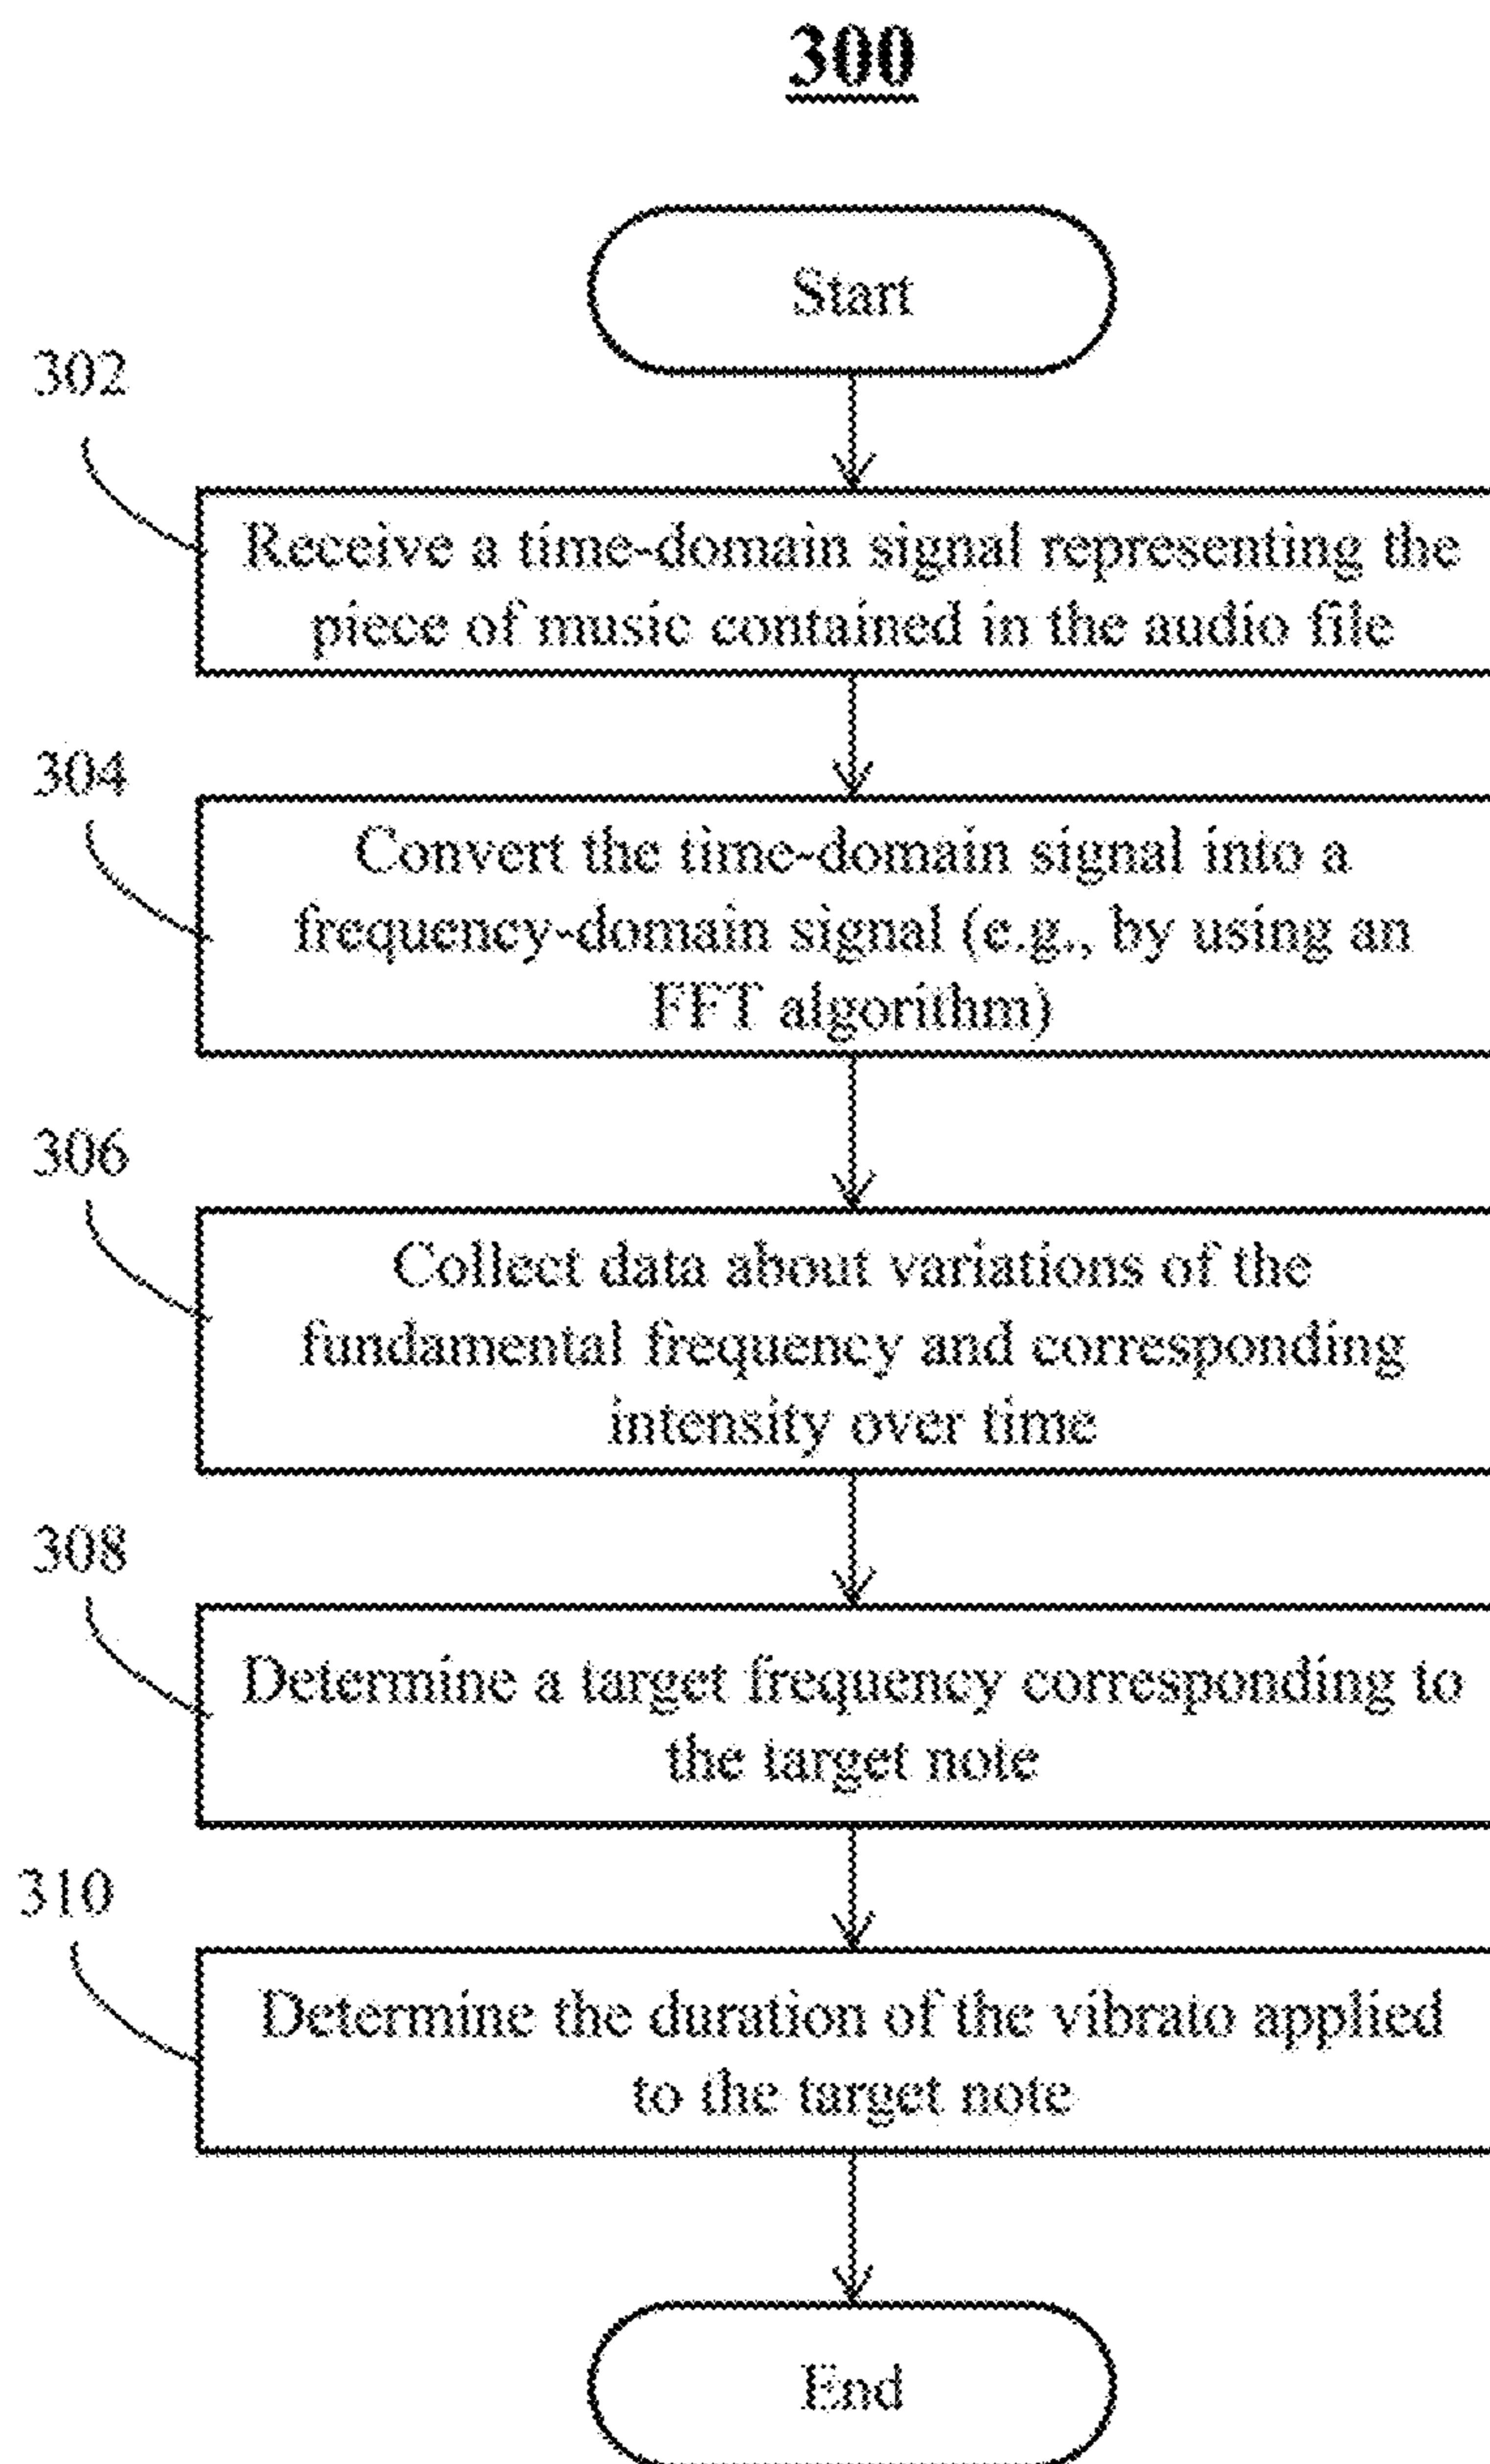 300
Start
302
Receive a time-domain signal representing the
piece of music contained in the audio file
304
Convert the time-domain signal into a
frequency-domain signal (e.g., by using an
FFT algorithm)
306
Collect data about variations of the
fundamental frequency and corresponding
intensity over time
308
Determine a target frequency corresponding to
the target note
310
Determine the duration of the vibrato applied
to the target note
End